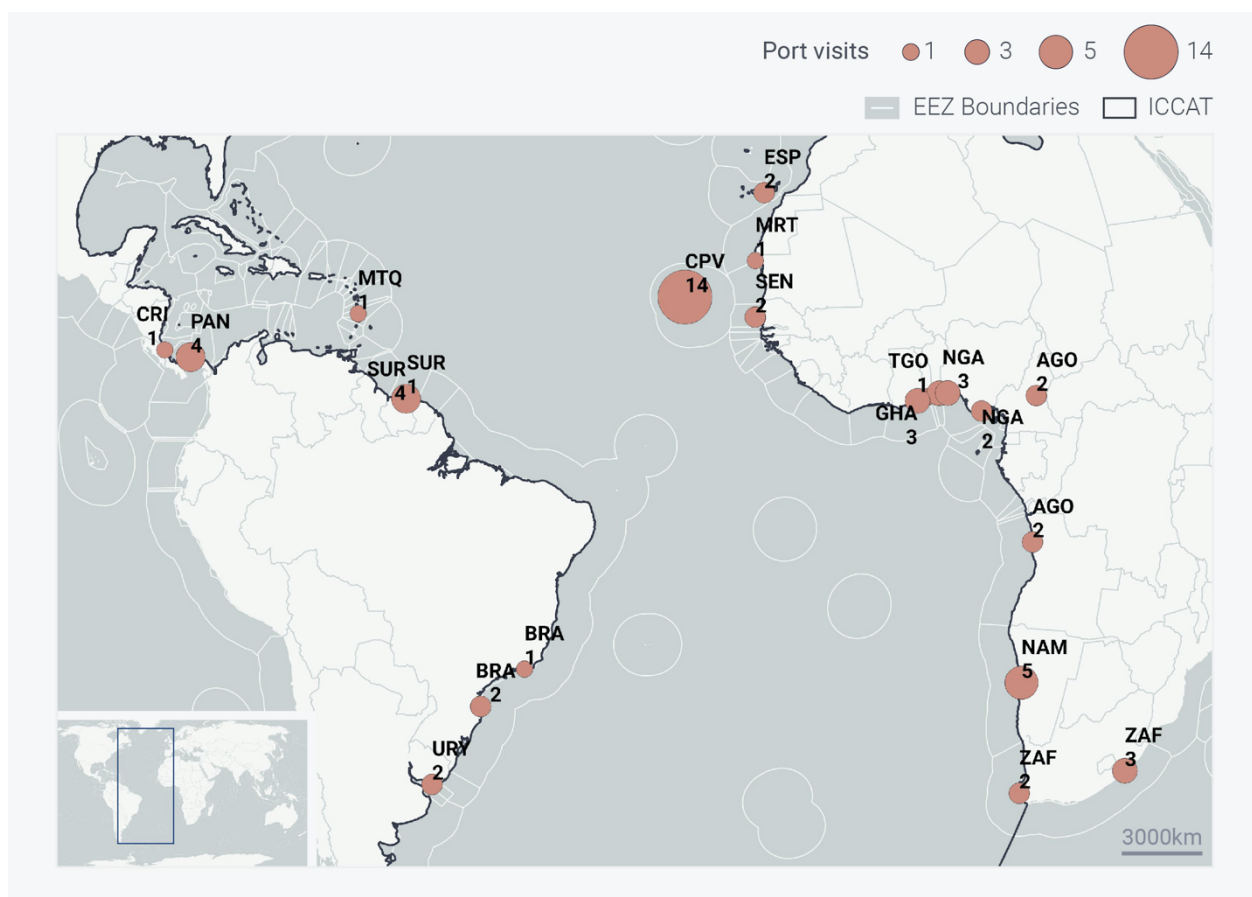 Port visits 1 3 5 14
EEZ Boundaries ICCAT
ESP
2
MRT
1
CPV
14
SEN
2
MTQ
1
CRI
1
PAN
4
SUR
4
SUR
1
TGO
1
NGA
3
AGO
2
GHA
3
NGA
2
AGO
2
BRA
1
BRA
2
NAM
5
URY
2
ZAF
2
ZAF
3
3000km